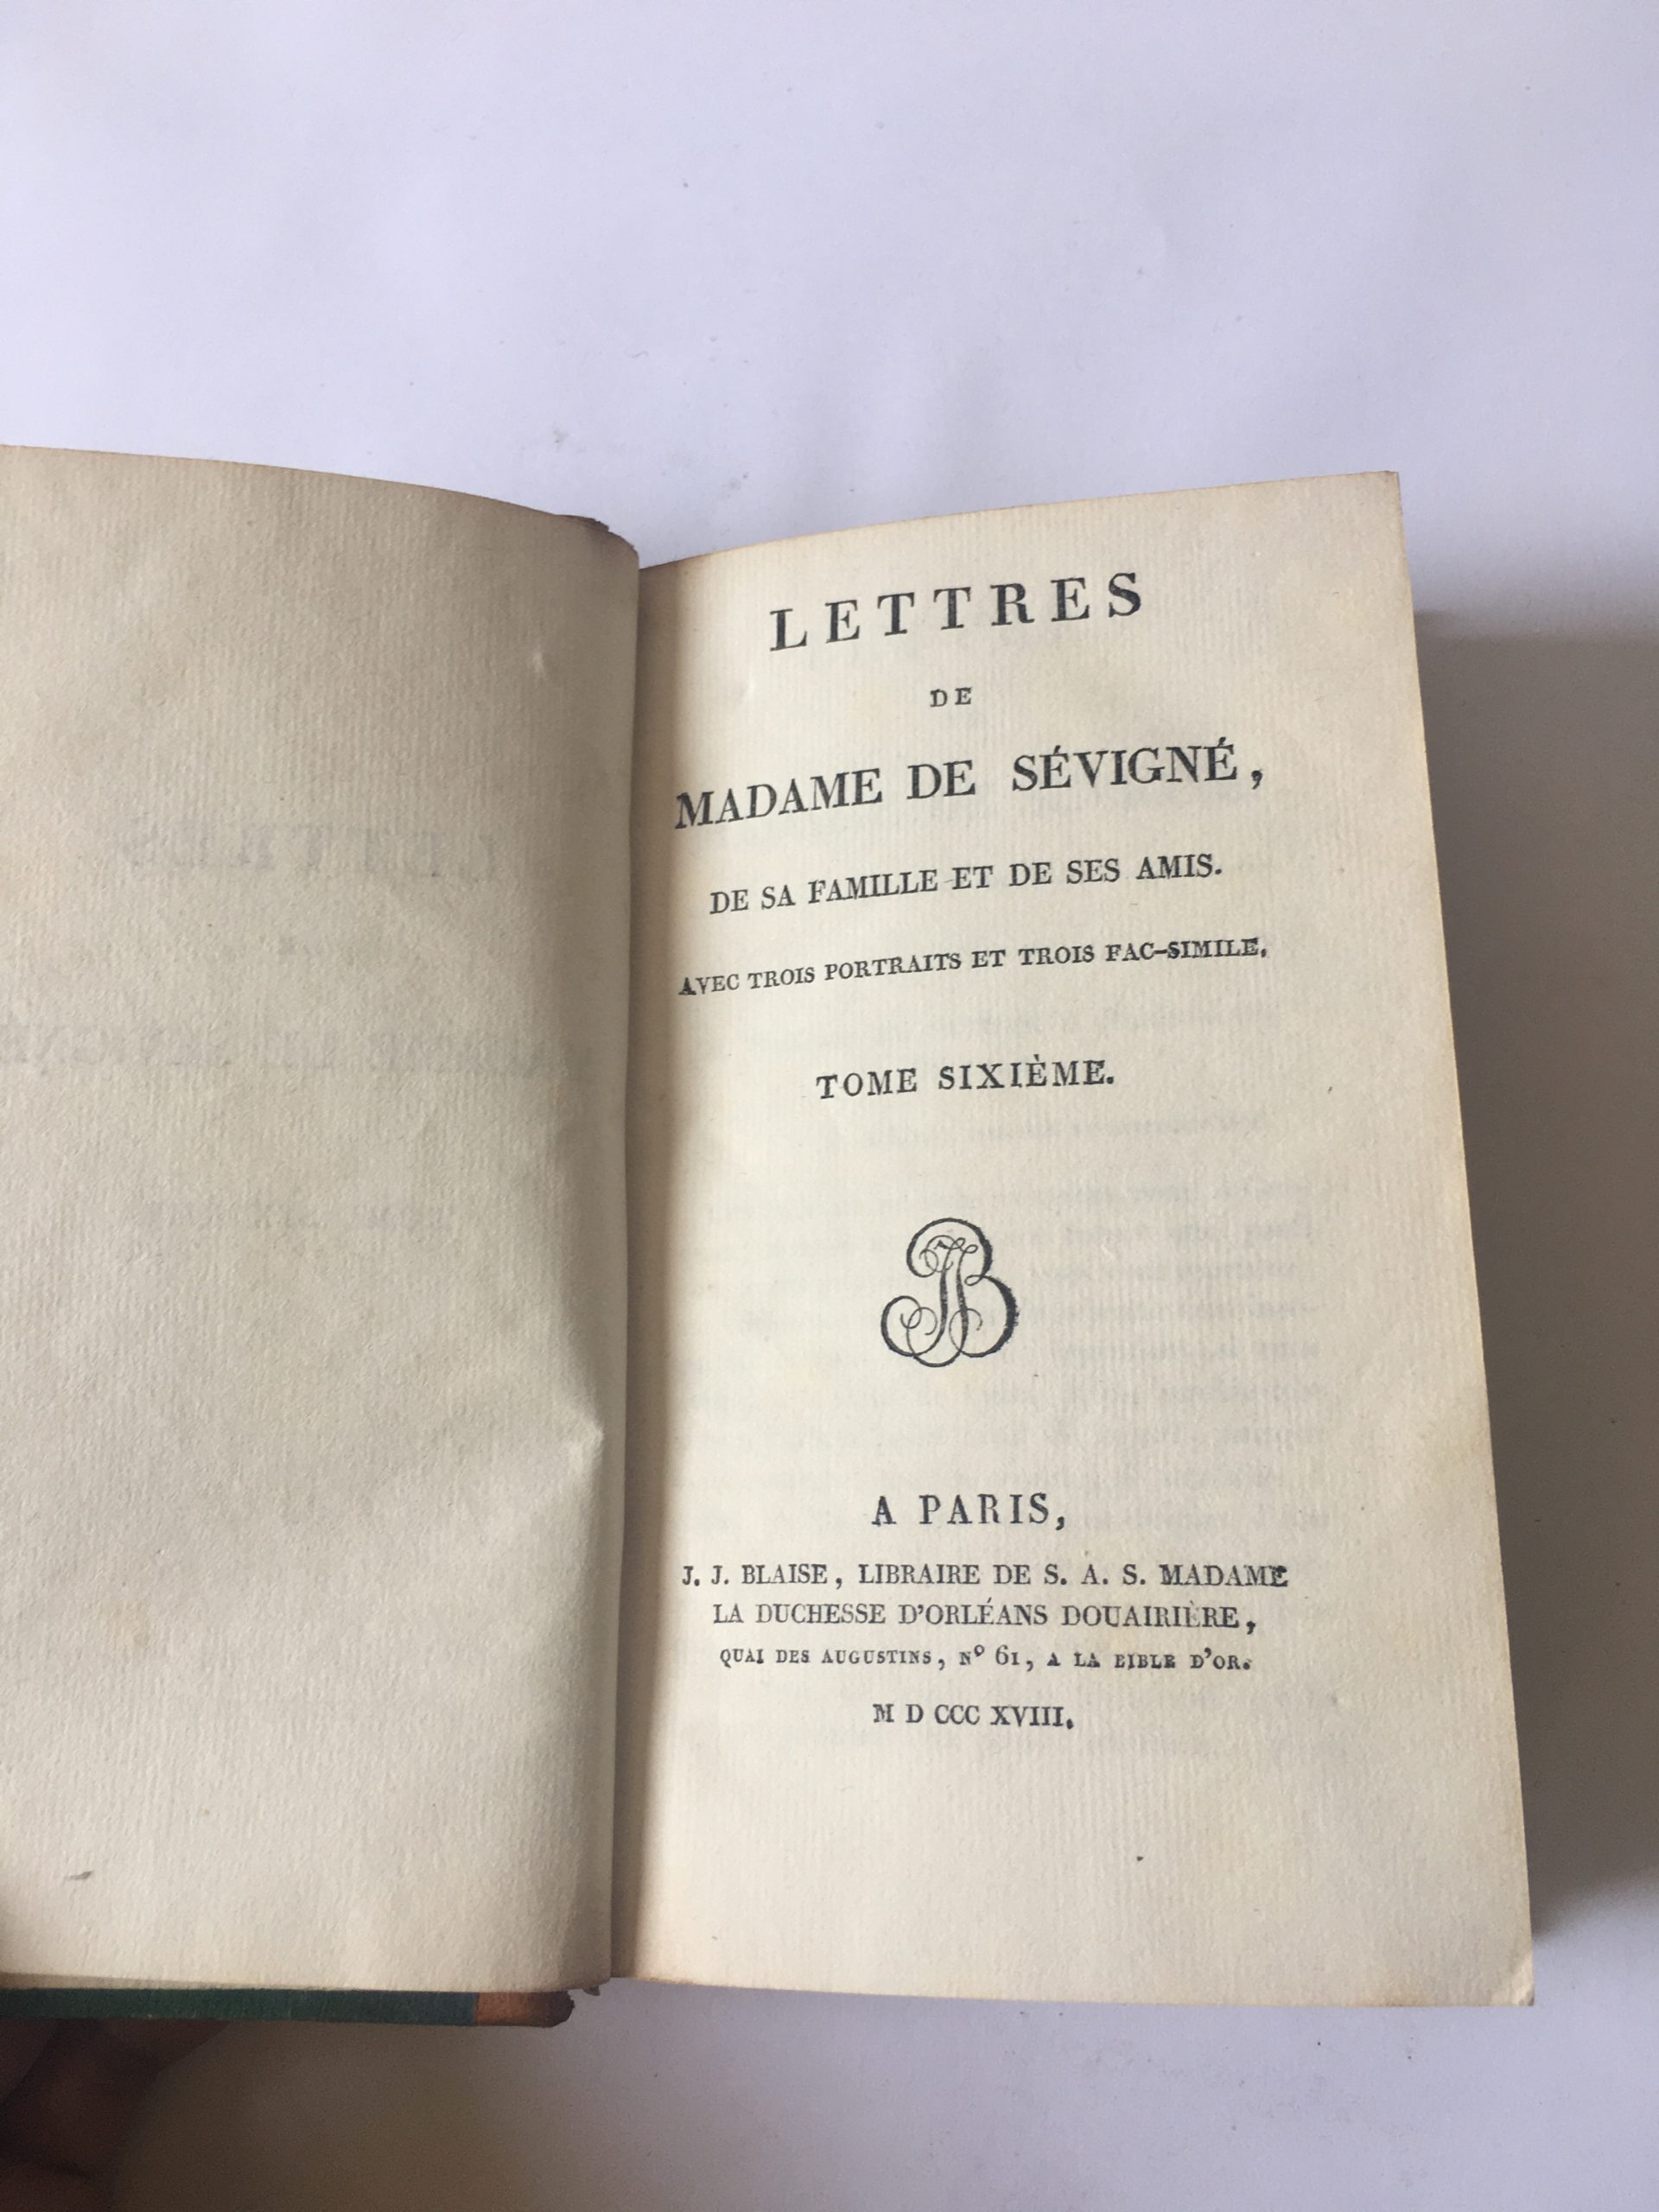 LETTRES
DE
MADAME DE SÉVIGNÉ,
DE SA FAMILLE ET DE SES AMIS.
AVEC TROIS PORTRAITS ET TROIS FAC-SIMILE.
TOME SIXIÈME.
JJB
A PARIS,
J. J. BLAISE, LIBRAIRE DE S. A. S. MADAME
LA DUCHESSE D'ORLÉANS DOUAIRIÈRE,
QUAI DES AUGUSTINS, Nº 61, A LA BIBLE D'OR.
M D CCC XVIII.